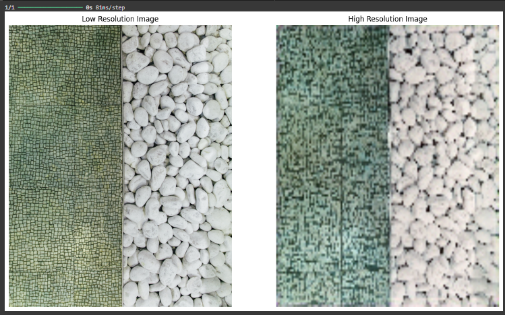 1/1 ━━━━━━━━━━ 0s 81ms/step
Low Resolution Image
High Resolution Image